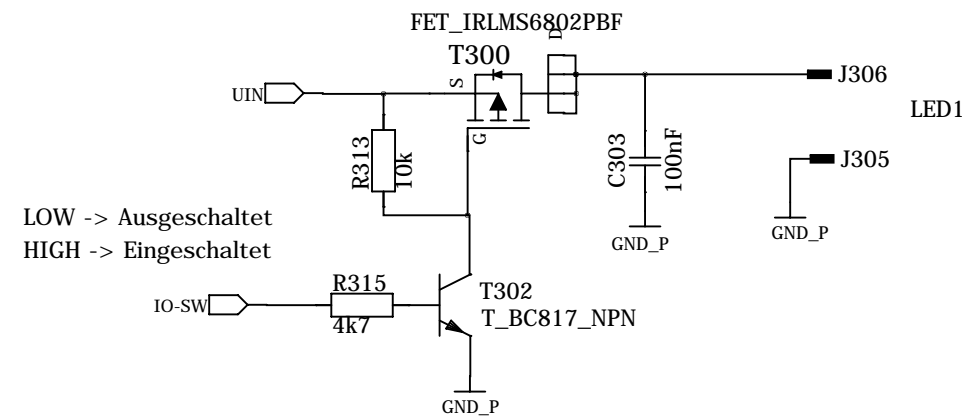 FET_IRLMS6802PBF
D
T300
S
J306
UIN
LED1
G
R313
10k
C303
100nF
J305
LOW -> Ausgeschaltet
HIGH -> Eingeschaltet
GND_P
GND_P
R315
T302
IO-SW
4k7
T_BC817_NPN
GND_P